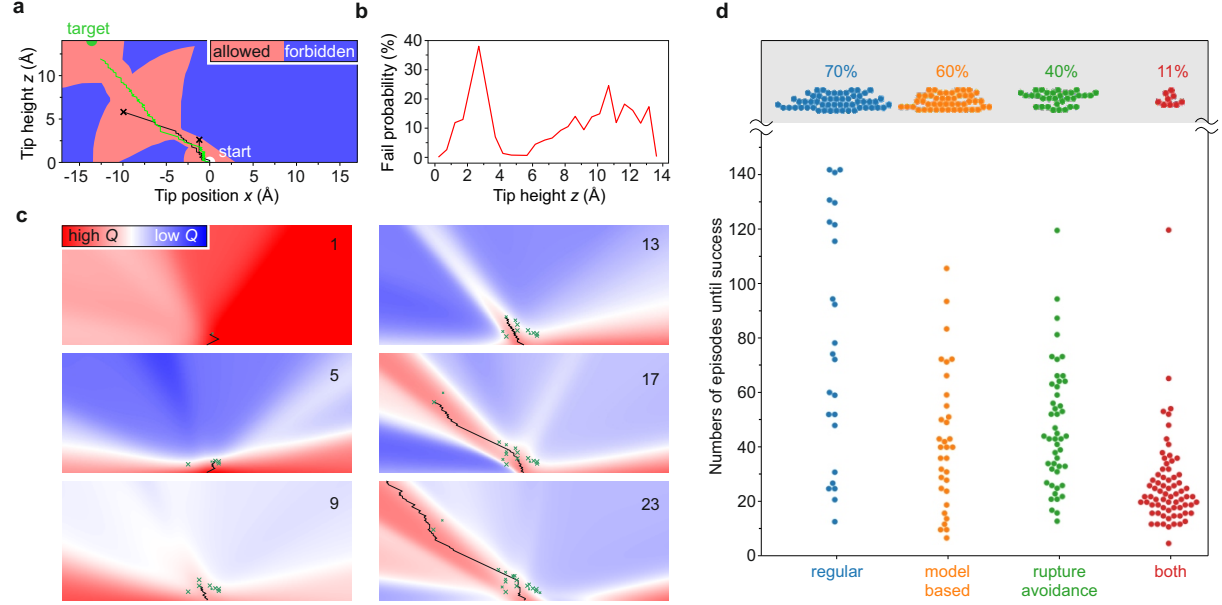 a
target
allowed forbidden
Tip height z (Å)
10
5
0
start
-15 -10 -5 0 5 10 15
Tip position x (Å)
b
Fail probability (%)
40
30
20
10
0
0 2 4 6 8 10 12 14
Tip height z (Å)
c
high Q low Q
1
5
9
13
17
23
d
70% 60% 40% 11%
Numbers of episodes until success
140
120
100
80
60
40
20
0
regular
model
based
rupture
avoidance
both